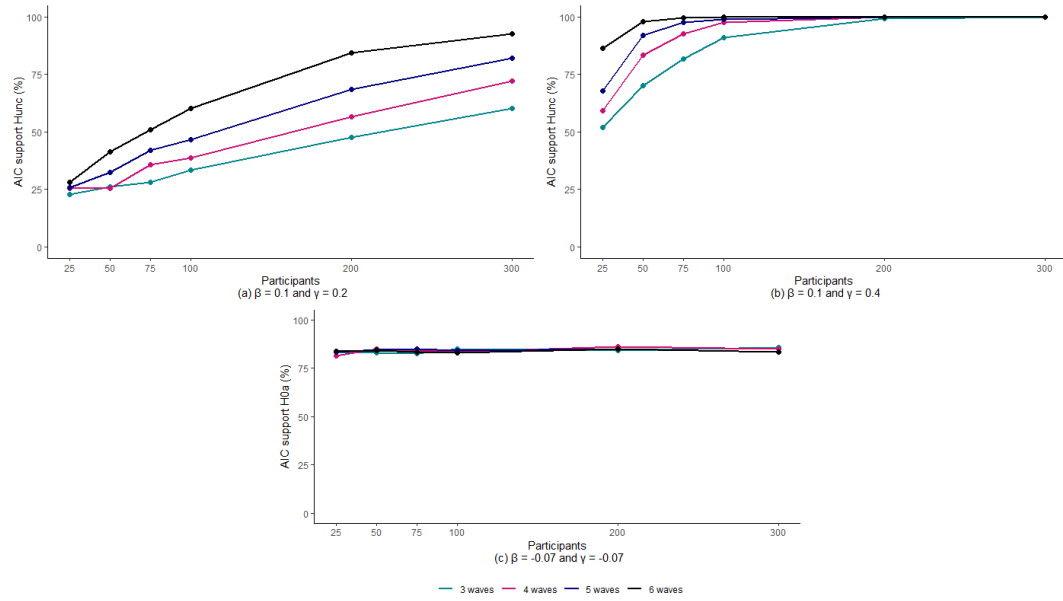 AIC support Hunc (%)
100
75
50
25
0
25 50 75 100 200 300
Participants
(a) β = 0.1 and γ = 0.2
AIC support Hunc (%)
100
75
50
25
0
25 50 75 100 200 300
Participants
(b) β = 0.1 and γ = 0.4
AIC support H0a (%)
100
75
50
25
0
25 50 75 100 200 300
Participants
(c) β = -0.07 and γ = -0.07
3 waves 4 waves 5 waves 6 waves